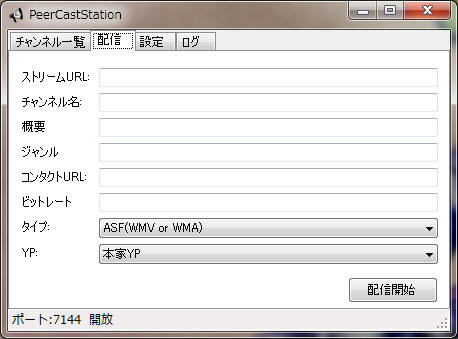 PeerCastStation
チャンネル一覧 配信 設定 ログ
ストリームURL:
チャンネル名:
概要
ジャンル
コンタクトURL:
ビットレート
タイプ: ASF(WMV or WMA)
YP: 本家YP
配信開始
ポート:7144 開放